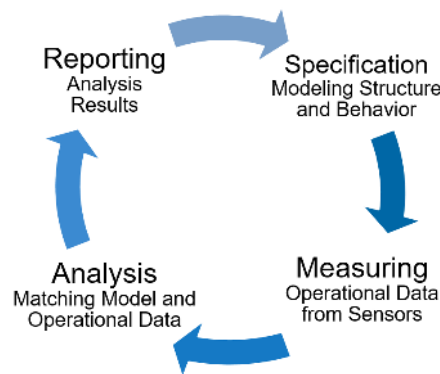 Reporting
Analysis
Results
Specification
Modeling Structure
and Behavior
Measuring
Operational Data
from Sensors
Analysis
Matching Model and
Operational Data